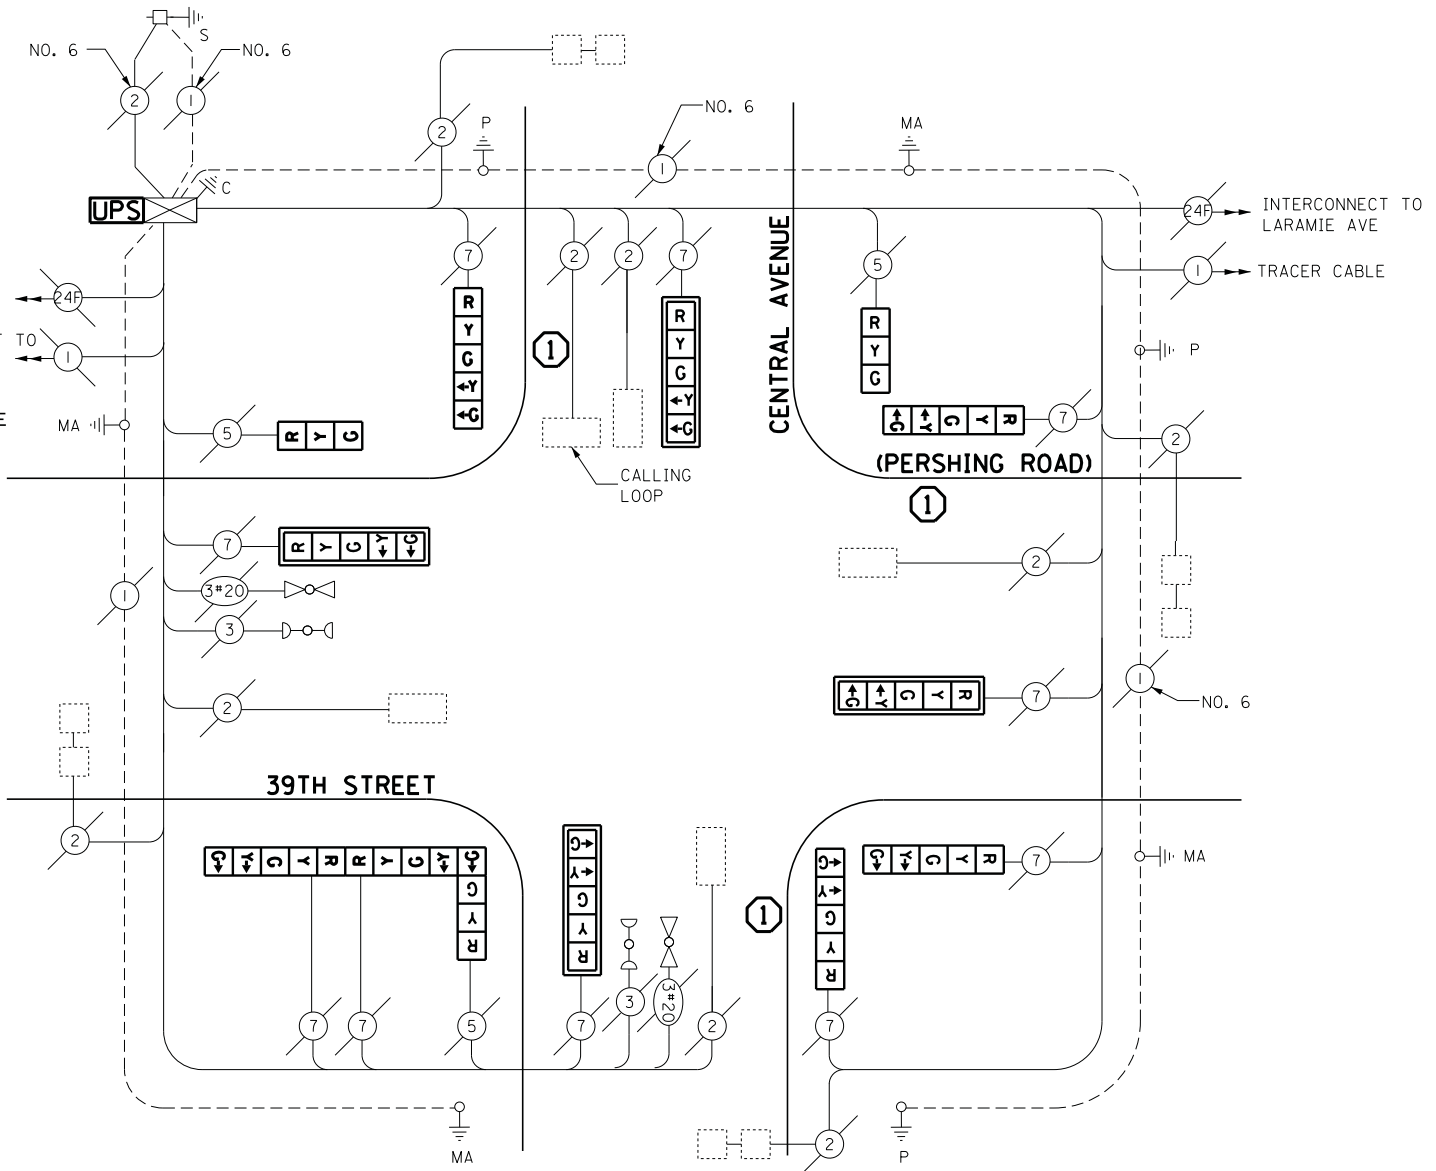 S
NO. 6
NO. 6
2
1
2
P
NO. 6
1
MA
C
UPS
24F
INTERCONNECT TO
LARAMIE AVE
7
2
2
7
5
1
TRACER CABLE
24F
T TO
1
R
Y
G
←Y
←G
1
R
Y
G
←Y
←G
CENTRAL AVENUE
R
Y
G
P
E
MA
5
R Y G
←G ←Y G Y R
7
2
CALLING
LOOP
(PERSHING ROAD)
1
7
R Y G ←Y ←G
2
1
3#20
3
←G ←Y G Y R
7
1
NO. 6
2
39TH STREET
2
G→ Y→ G Y R R Y G ←Y ←G
G
Y
R
←G
←Y
G
Y
R
1
←G
←Y
G
Y
R
G→ Y→ G Y R
7
MA
7
7
5
7
3
3#20
2
7
MA
2
P